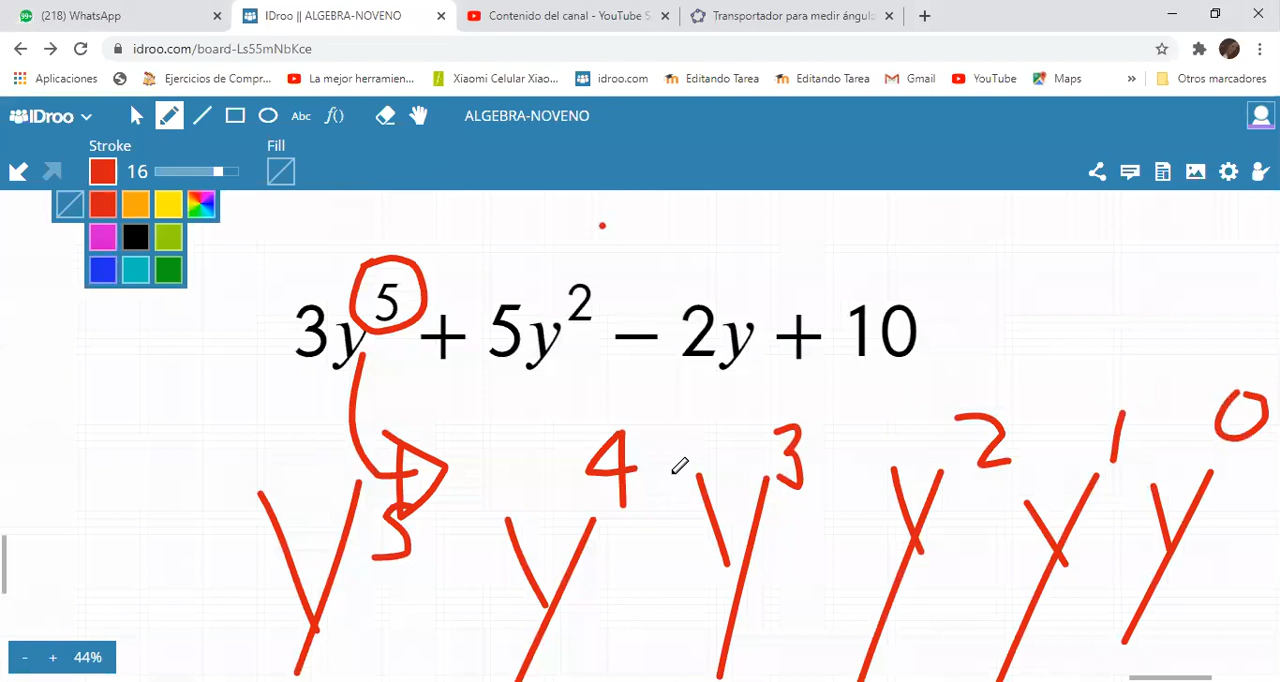 (218) WhatsApp
IDroo || ALGEBRA-NOVENO
Contenido del canal - YouTube S
Transportador para medir ángulo
idroo.com/board-Ls55mNbKce
Aplicaciones
Ejercicios de Compr...
La mejor herramien...
Xiaomi Celular Xiao...
idroo.com
Editando Tarea
Editando Tarea
Gmail
YouTube
Maps
»
Otros marcadores
IDroo
Abc
f()
ALGEBRA-NOVENO
Stroke
Fill
16
3y⁵ + 5y² − 2y + 10
y⁵ y⁴ y³ y² y¹ y⁰
- + 44%